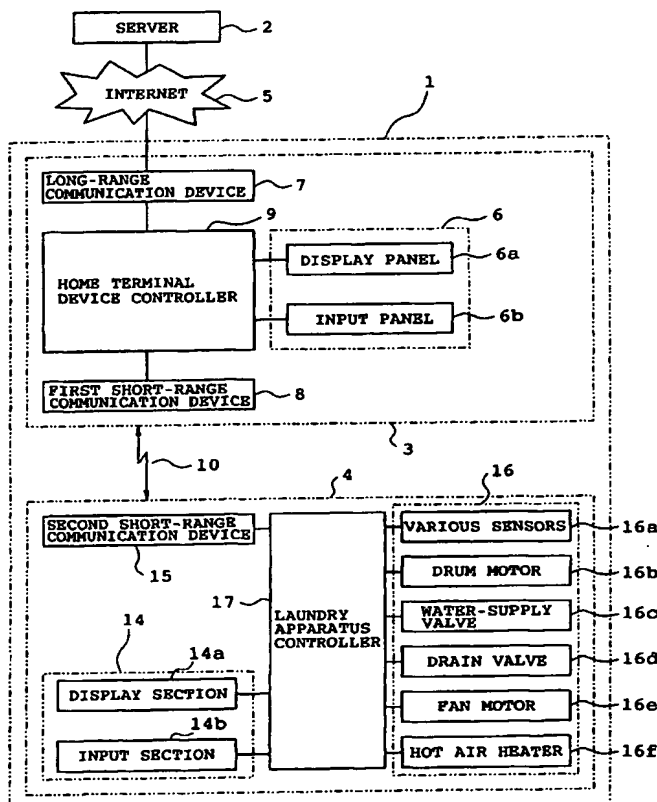 SERVER
2
INTERNET
5
1
LONG-RANGE
COMMUNICATION DEVICE
7
9
6
HOME TERMINAL
DEVICE CONTROLLER
DISPLAY PANEL
6a
INPUT PANEL
6b
FIRST SHORT-RANGE
COMMUNICATION DEVICE
8
3
10
4
16
SECOND SHORT-RANGE
COMMUNICATION DEVICE
15
17
LAUNDRY
APPARATUS
CONTROLLER
VARIOUS SENSORS
16a
DRUM MOTOR
16b
WATER-SUPPLY
VALVE
16c
DRAIN VALVE
16d
FAN MOTOR
16e
HOT AIR HEATER
16f
14
14a
DISPLAY SECTION
14b
INPUT SECTION